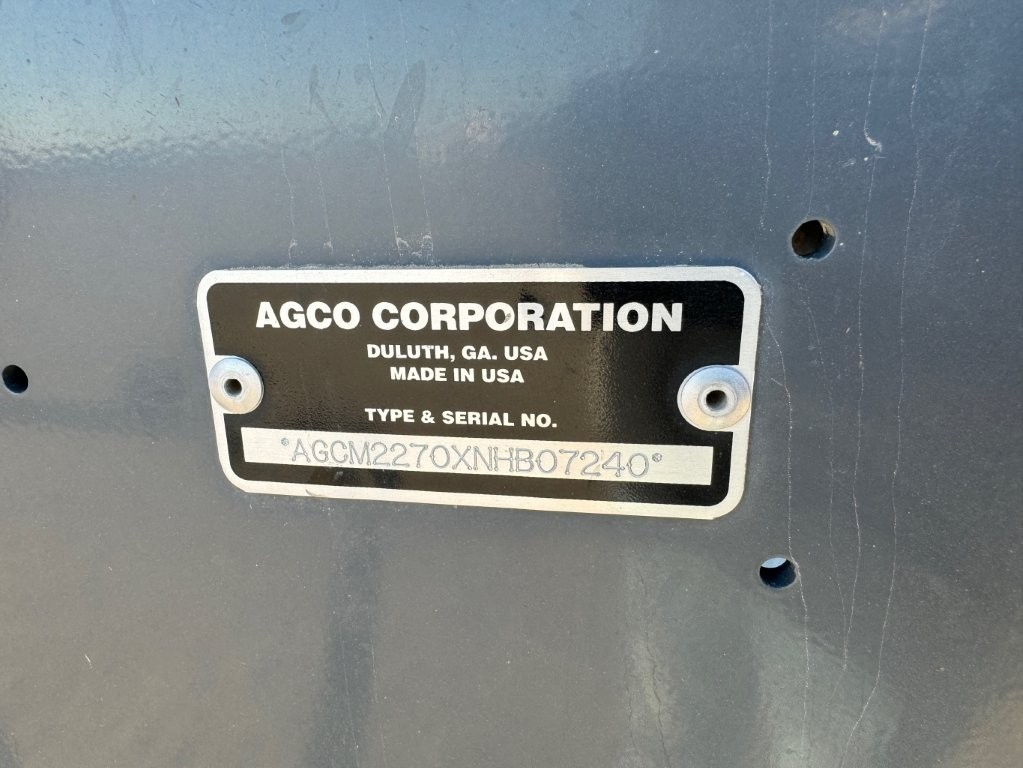 AGCO CORPORATION
DULUTH, GA. USA
MADE IN USA
TYPE & SERIAL NO.
*AGCM2270XNHB07240*